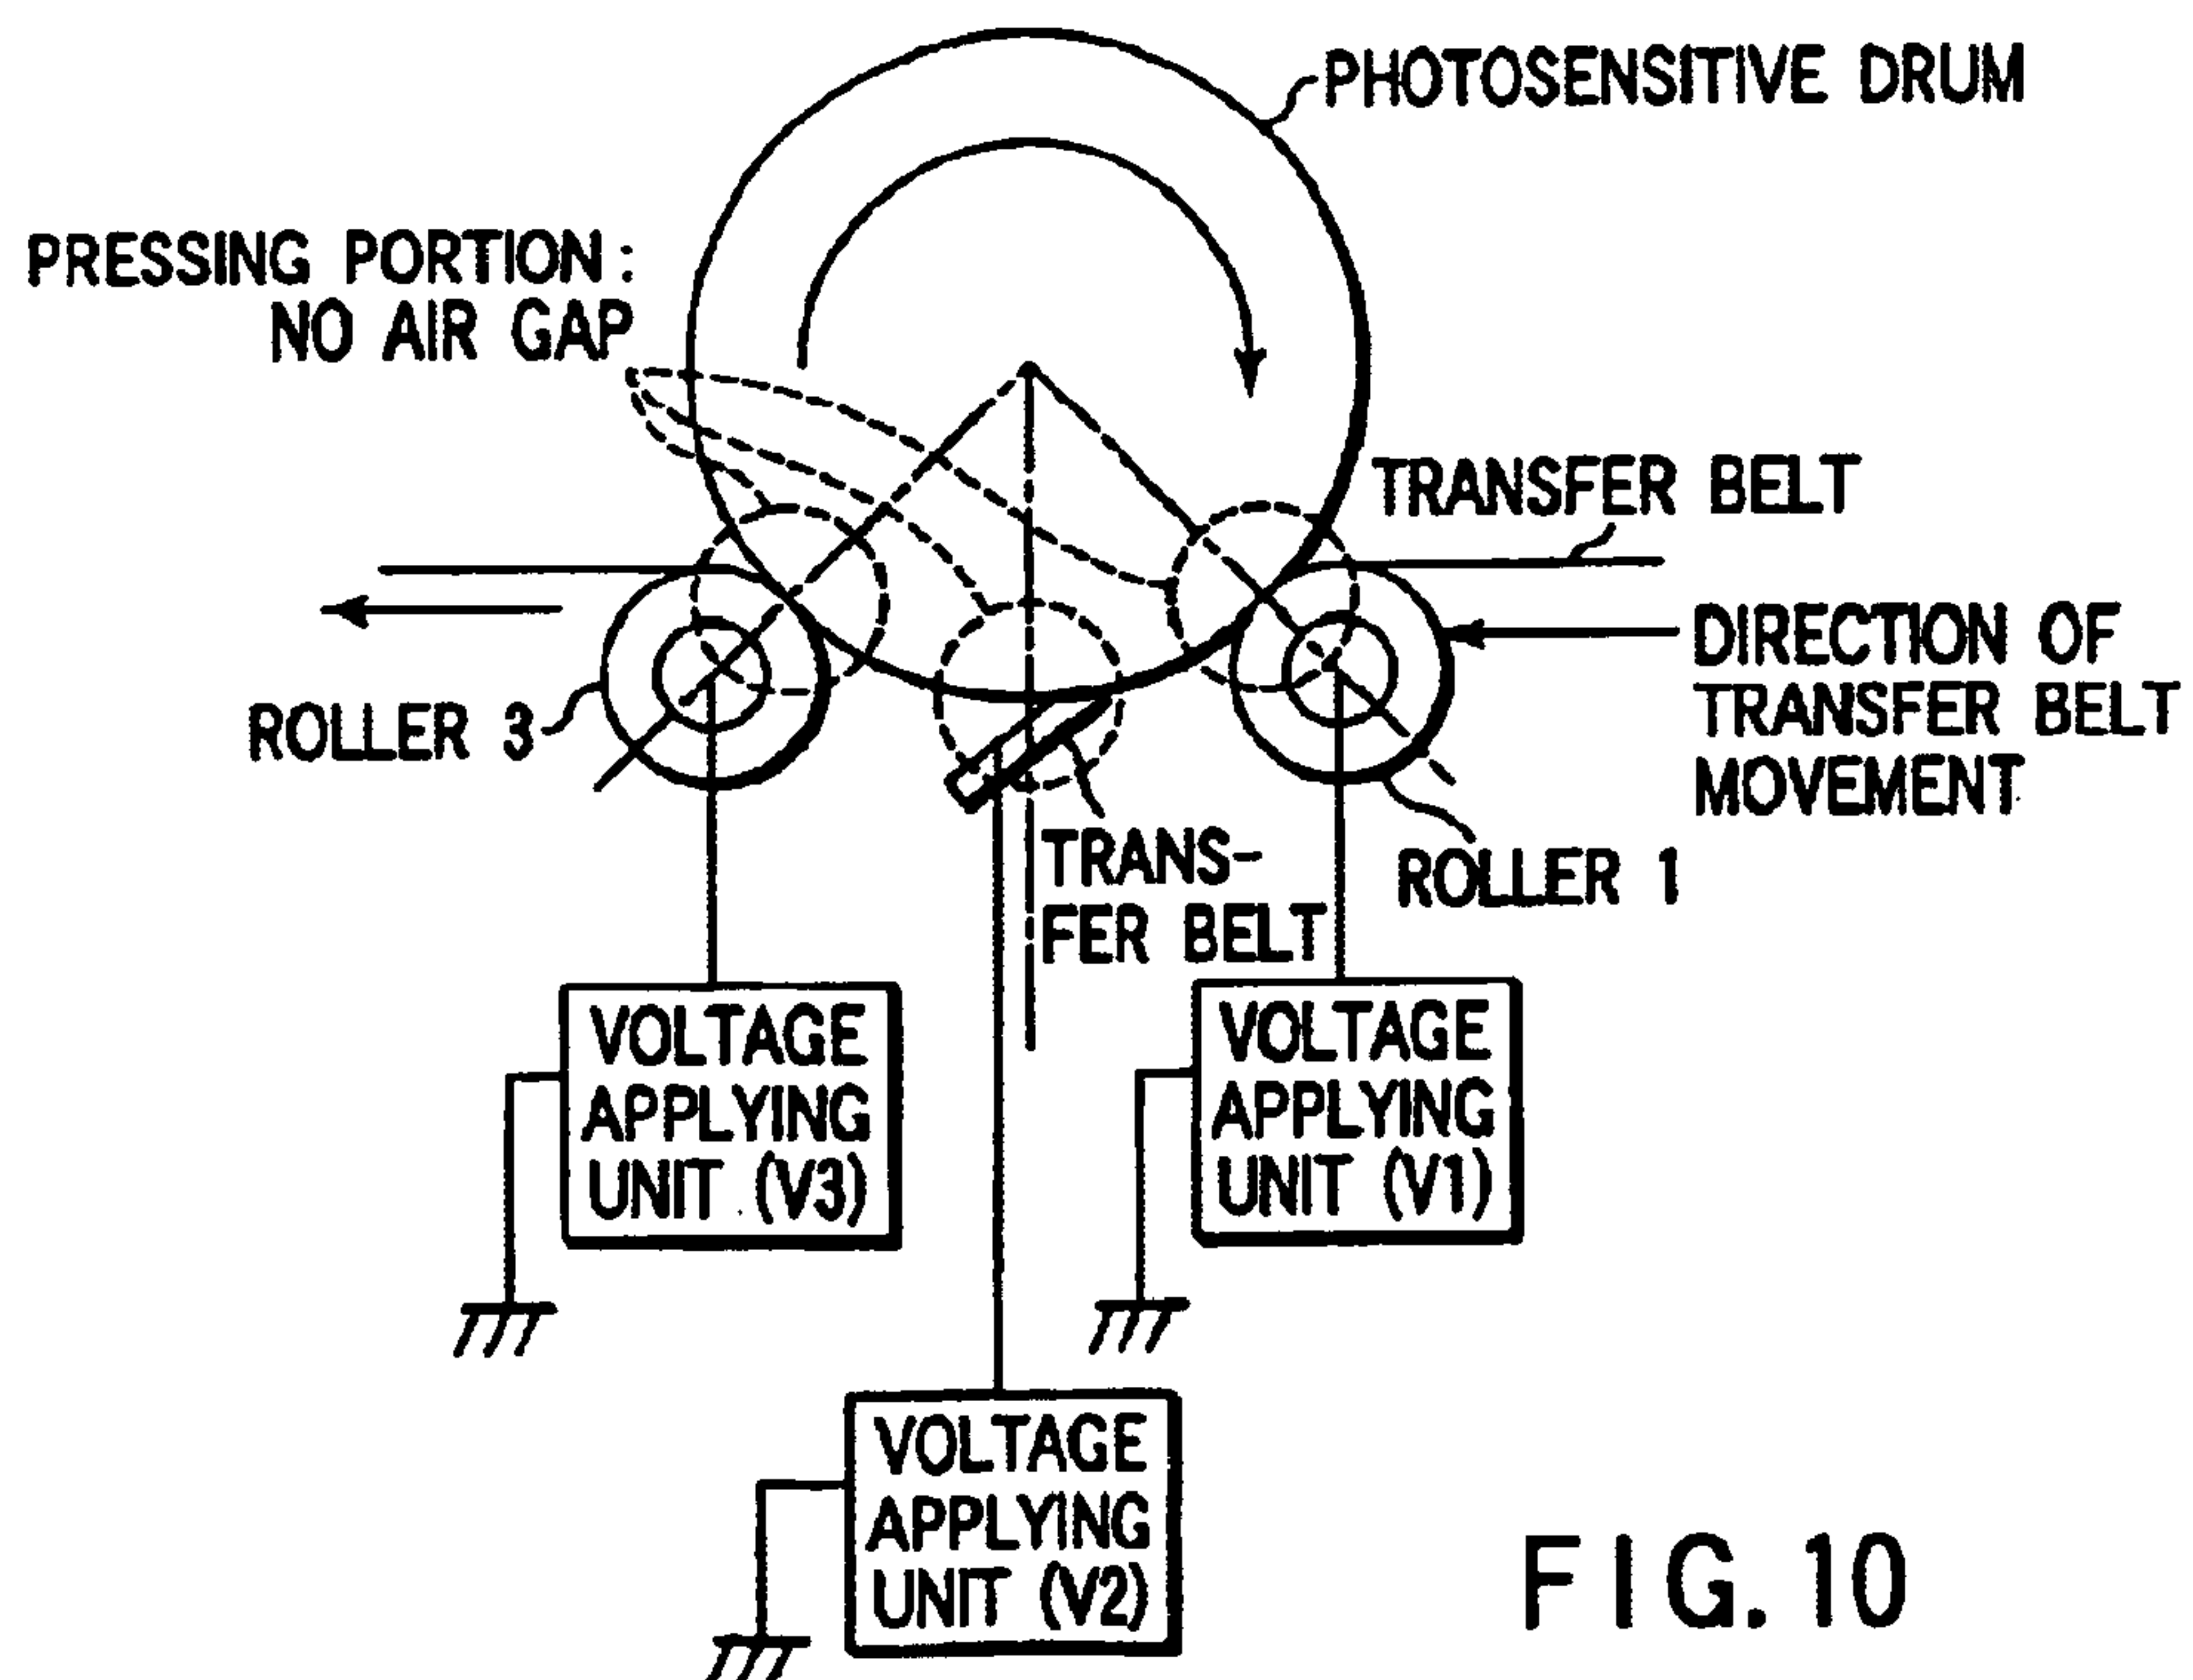 PHOTOSENSITIVE DRUM
PRESSING PORTION:
NO AIR GAP
TRANSFER BELT
DIRECTION OF
TRANSFER BELT
MOVEMENT
ROLLER 3
TRANS-
FER BELT
ROLLER 1
VOLTAGE
APPLYING
UNIT (V3)
VOLTAGE
APPLYING
UNIT (V1)
VOLTAGE
APPLYING
UNIT (V2)
FIG. 10